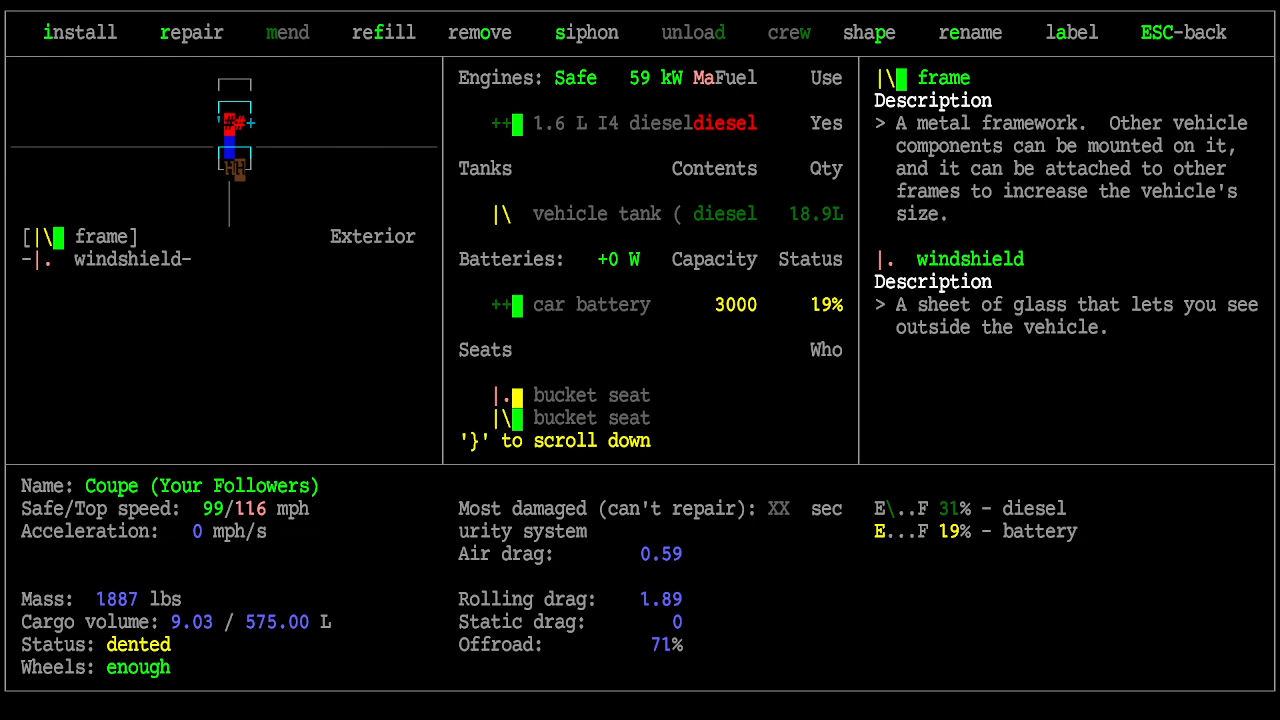 install repair mend refill remove siphon unload crew shape rename label ESC-back
[|\ frame] Exterior
-|. windshield-
Engines: Safe 59 kW MaFuel Use
++ 1.6 L I4 dieseldiesel Yes
Tanks Contents Qty
|\ vehicle tank ( diesel 18.9L
Batteries: +0 W Capacity Status
++ car battery 3000 19%
Seats Who
|. bucket seat
|\ bucket seat
'}' to scroll down
|\ frame
Description
> A metal framework. Other vehicle
components can be mounted on it,
and it can be attached to other
frames to increase the vehicle's
size.
|. windshield
Description
> A sheet of glass that lets you see
outside the vehicle.
Name: Coupe (Your Followers)
Safe/Top speed: 99/116 mph
Acceleration: 0 mph/s
Mass: 1887 lbs
Cargo volume: 9.03 / 575.00 L
Status: dented
Wheels: enough
Most damaged (can't repair): XX sec
urity system
Air drag: 0.59
Rolling drag: 1.89
Static drag: 0
Offroad: 71%
E\..F 31% - diesel
E...F 19% - battery